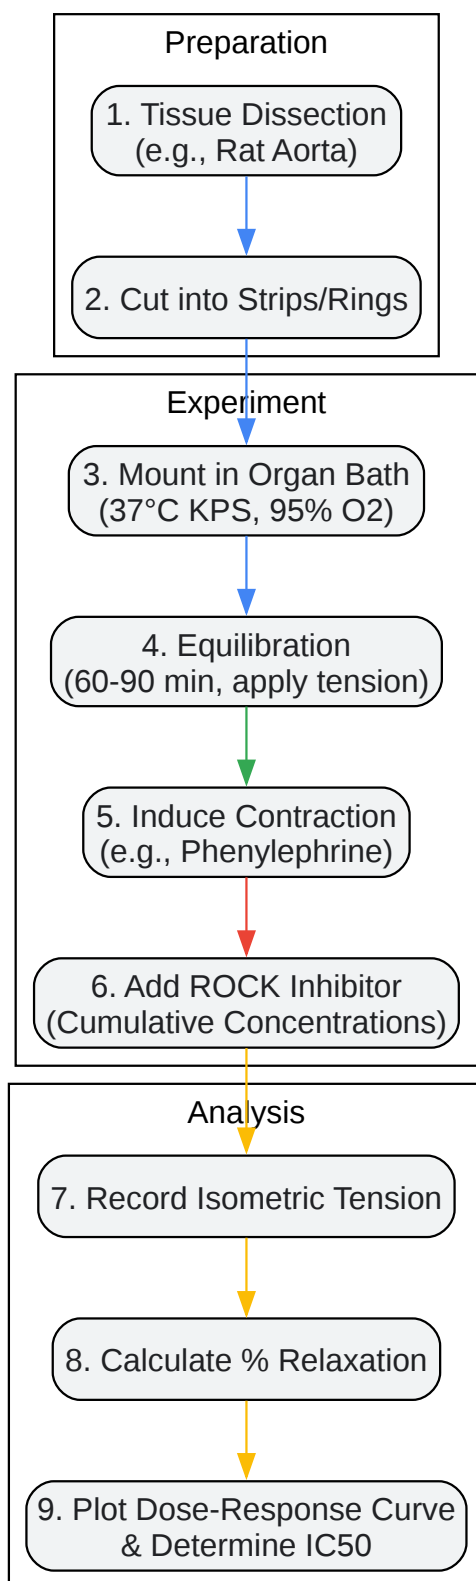 Preparation
1. Tissue Dissection
(e.g., Rat Aorta)
2. Cut into Strips/Rings
Experiment
3. Mount in Organ Bath
(37°C KPS, 95% O2)
4. Equilibration
(60-90 min, apply tension)
5. Induce Contraction
(e.g., Phenylephrine)
6. Add ROCK Inhibitor
(Cumulative Concentrations)
Analysis
7. Record Isometric Tension
8. Calculate % Relaxation
9. Plot Dose-Response Curve
& Determine IC50